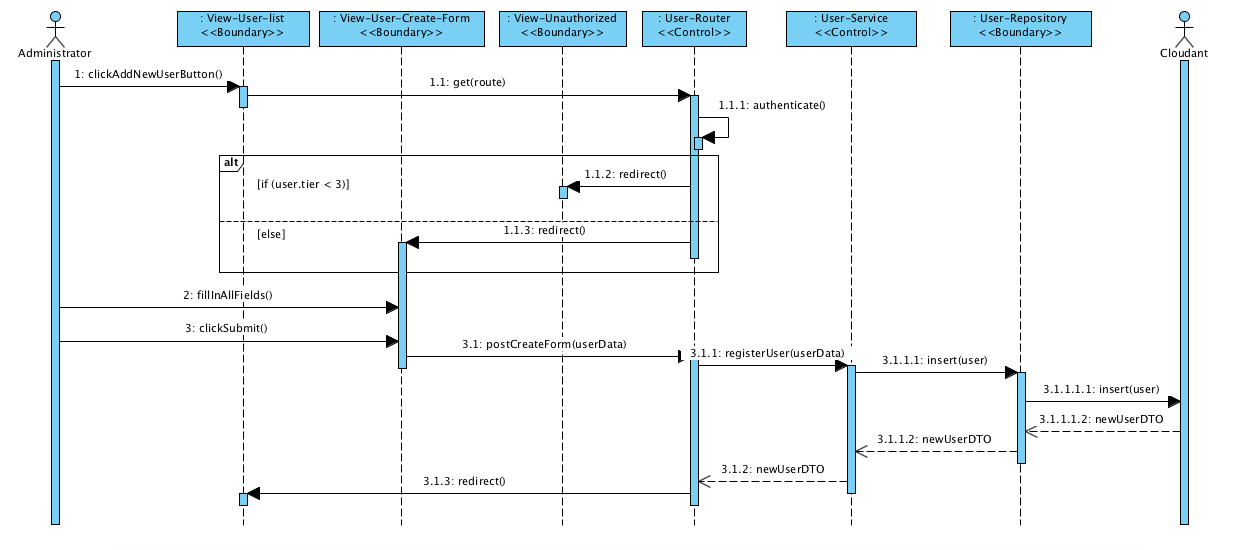 : View-User-list
<<Boundary>>
: View-User-Create-Form
<<Boundary>>
: View-Unauthorized
<<Boundary>>
: User-Router
<<Control>>
: User-Service
<<Control>>
: User-Repository
<<Boundary>>
Administrator
Cloudant
1: clickAddNewUserButton()
1.1: get(route)
1.1.1: authenticate()
alt
[if (user.tier < 3)]
1.1.2: redirect()
[else]
1.1.3: redirect()
2: fillInAllFields()
3: clickSubmit()
3.1: postCreateForm(userData)
3.1.1: registerUser(userData)
3.1.1.1: insert(user)
3.1.1.1.1: insert(user)
3.1.1.1.2: newUserDTO
3.1.1.2: newUserDTO
3.1.2: newUserDTO
3.1.3: redirect()